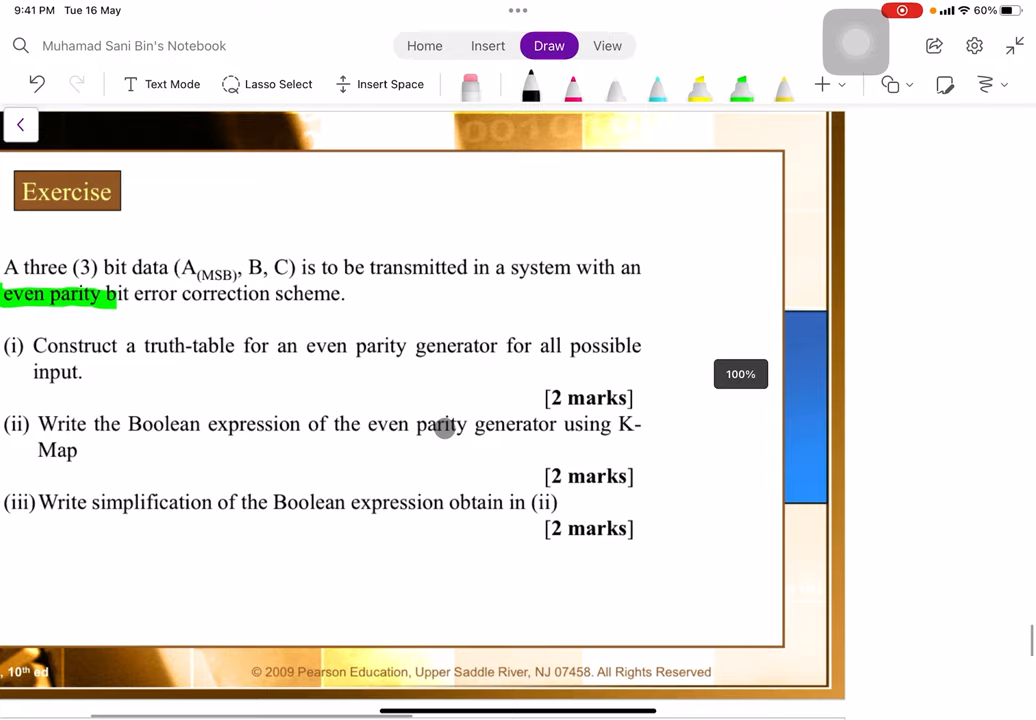 9:41 PM Tue 16 May
60%
Muhamad Sani Bin's Notebook
Home Insert Draw View
Text Mode Lasso Select Insert Space
Exercise
A three (3) bit data (A(MSB), B, C) is to be transmitted in a system with an
even parity bit error correction scheme.
(i) Construct a truth-table for an even parity generator for all possible
input.
[2 marks]
100%
(ii) Write the Boolean expression of the even parity generator using K-
Map
[2 marks]
(iii) Write simplification of the Boolean expression obtain in (ii)
[2 marks]
, 10th ed
© 2009 Pearson Education, Upper Saddle River, NJ 07458. All Rights Reserved